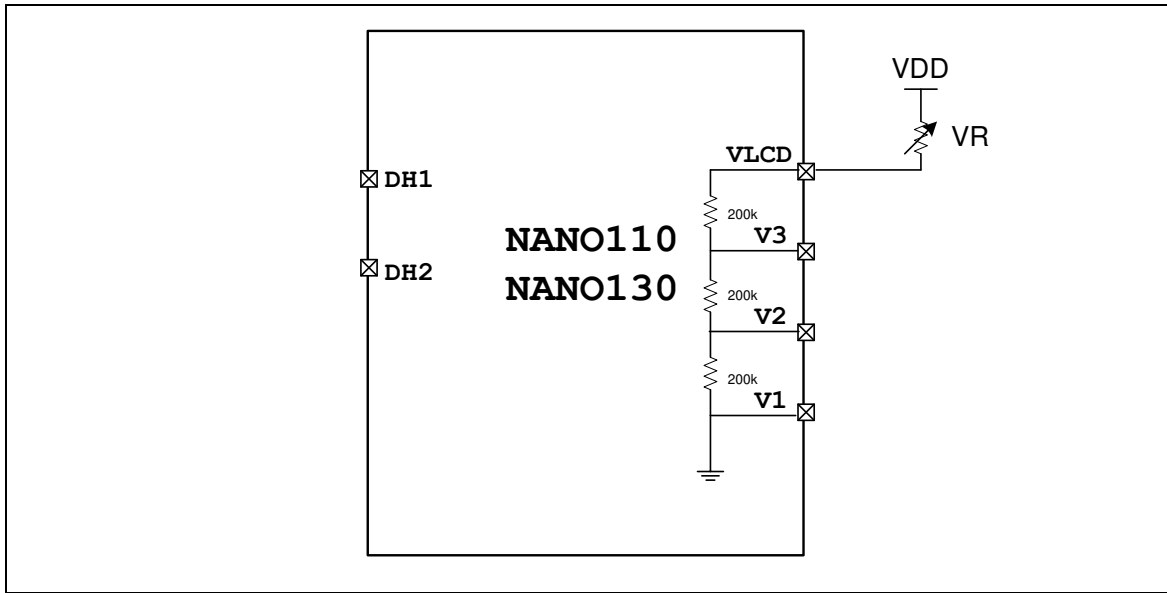 VDD
VR
VLCD
DH1
200k
NANO110
V3
DH2
NANO130
200k
V2
200k
V1